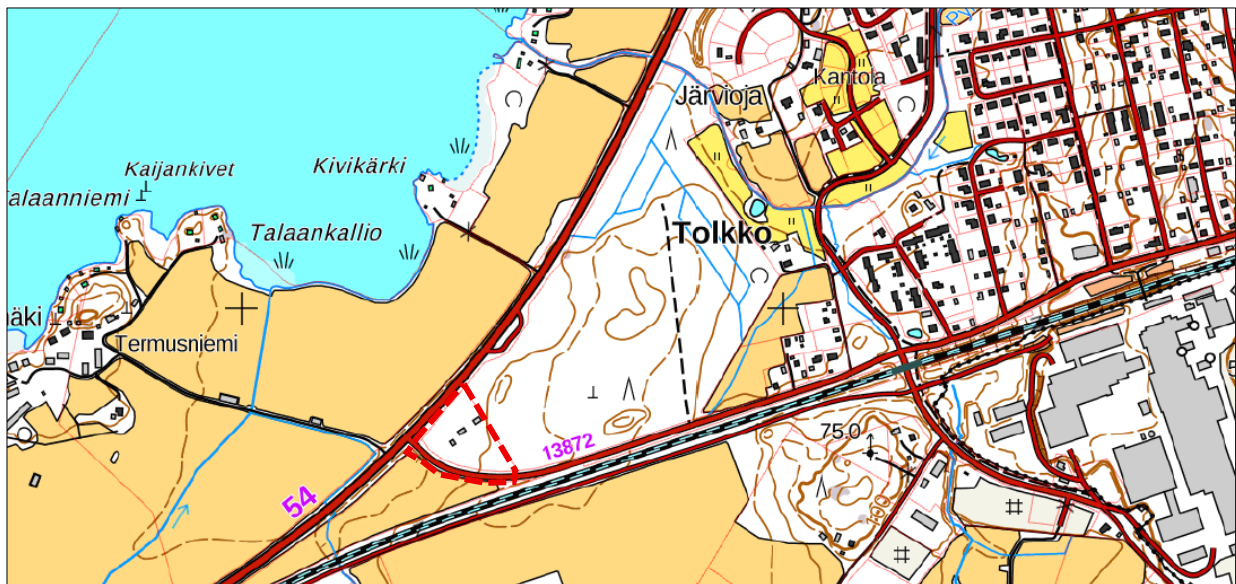 Kantola
Järvioja
Kaijankivet
Kivikärki
alaanniemi
Talaankallio
Tolkko
äki
Termusniemi
13872
75.0
54